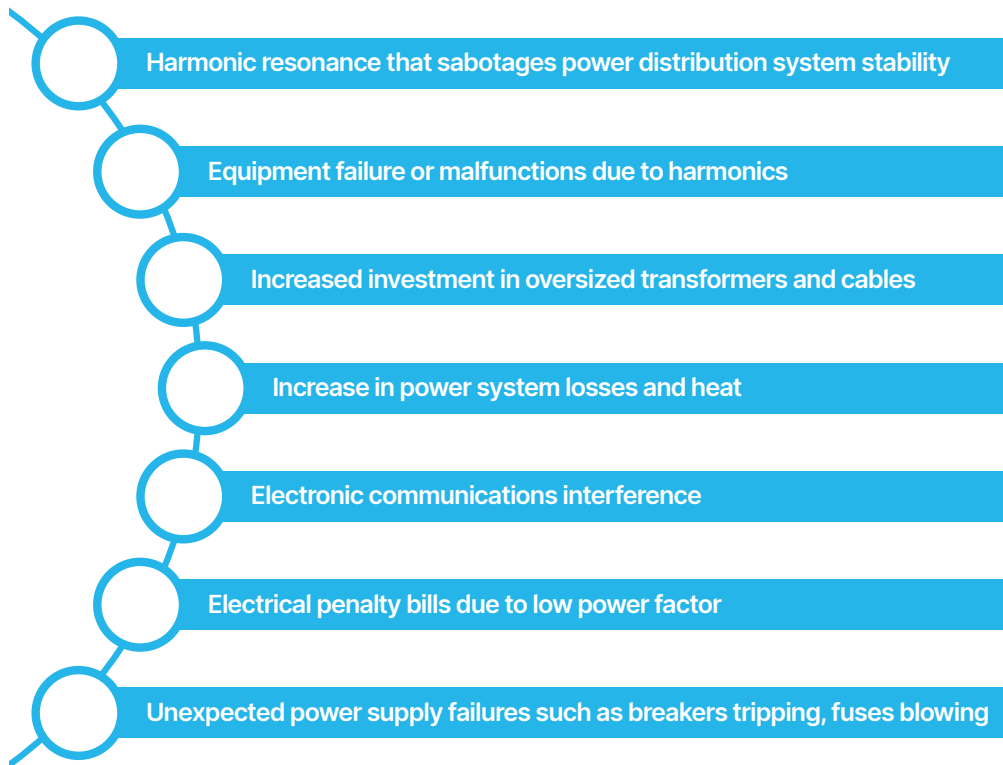 Harmonic resonance that sabotages power distribution system stability
Equipment failure or malfunctions due to harmonics
Increased investment in oversized transformers and cables
Increase in power system losses and heat
Electronic communications interference
Electrical penalty bills due to low power factor
Unexpected power supply failures such as breakers tripping, fuses blowing